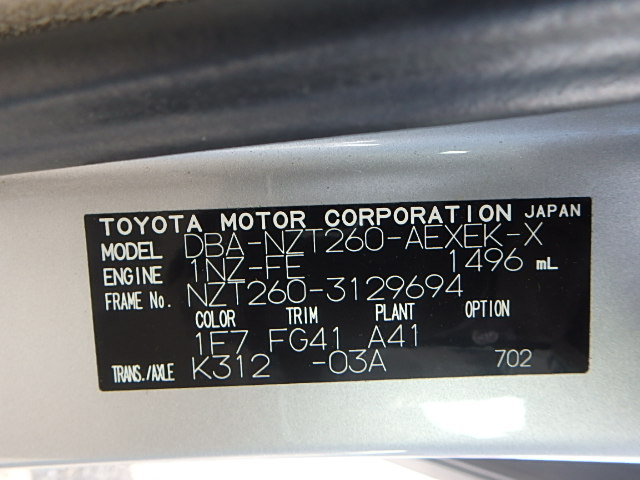 TOYOTA MOTOR CORPORATION JAPAN
MODEL DBA-NZT260-AEXEK-X
ENGINE 1NZ-FE 1496 mL
FRAME No. NZT260-3129694
COLOR TRIM PLANT OPTION
1E7 FG41 A41
TRANS./AXLE K312 -03A 702